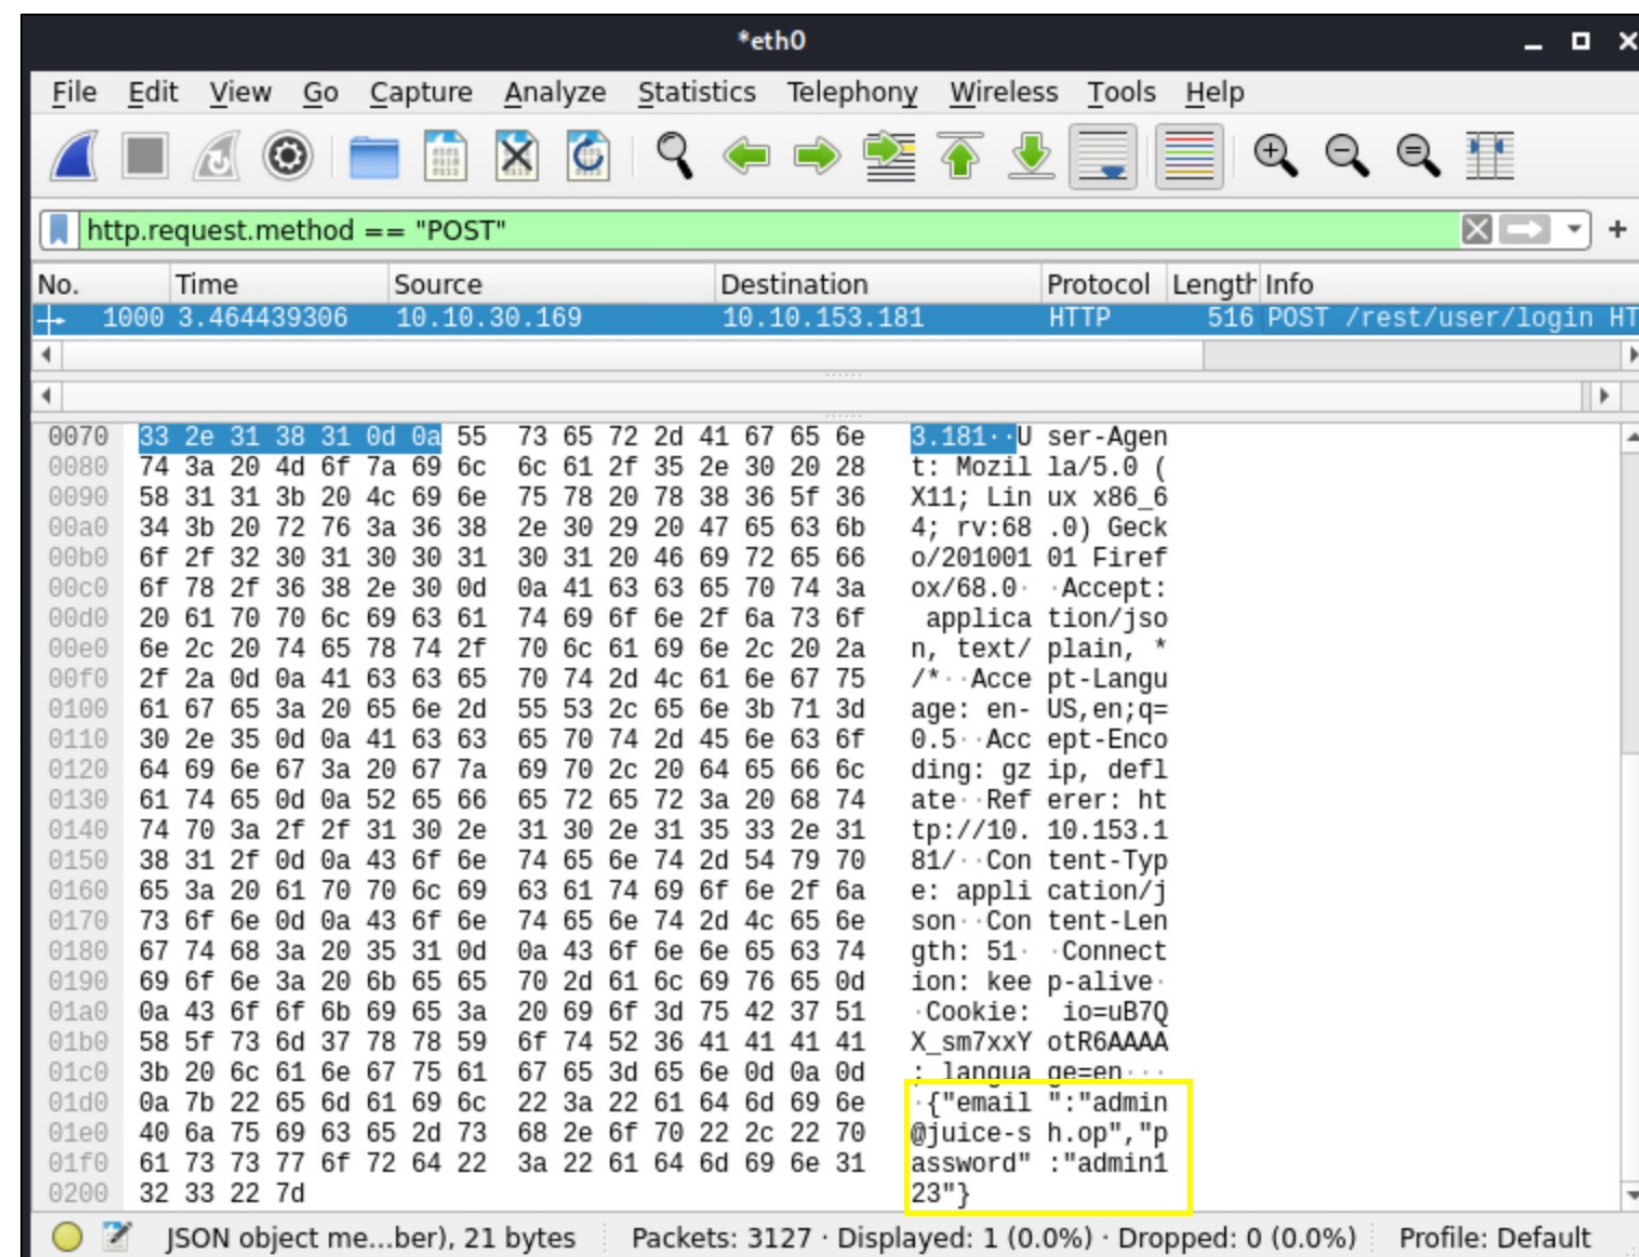 *eth0
File Edit View Go Capture Analyze Statistics Telephony Wireless Tools Help
http.request.method == "POST"
No. Time Source Destination Protocol Length Info
1000 3.464439306 10.10.30.169 10.10.153.181 HTTP 516 POST /rest/user/login HT
0070 33 2e 31 38 31 0d 0a 55 73 65 72 2d 41 67 65 6e 3.181··U ser-Agen
0080 74 3a 20 4d 6f 7a 69 6c 6c 61 2f 35 2e 30 20 28 t: Mozil la/5.0 (
0090 58 31 31 3b 20 4c 69 6e 75 78 20 78 38 36 5f 36 X11; Lin ux x86_6
00a0 34 3b 20 72 76 3a 36 38 2e 30 29 20 47 65 63 6b 4; rv:68 .0) Geck
00b0 6f 2f 32 30 31 30 30 31 30 31 20 46 69 72 65 66 o/201001 01 Firef
00c0 6f 78 2f 36 38 2e 30 0d 0a 41 63 63 65 70 74 3a ox/68.0· ·Accept:
00d0 20 61 70 70 6c 69 63 61 74 69 6f 6e 2f 6a 73 6f applica tion/jso
00e0 6e 2c 20 74 65 78 74 2f 70 6c 61 69 6e 2c 20 2a n, text/ plain, *
00f0 2f 2a 0d 0a 41 63 63 65 70 74 2d 4c 61 6e 67 75 /*··Acce pt-Langu
0100 61 67 65 3a 20 65 6e 2d 55 53 2c 65 6e 3b 71 3d age: en- US,en;q=
0110 30 2e 35 0d 0a 41 63 63 65 70 74 2d 45 6e 63 6f 0.5··Acc ept-Enco
0120 64 69 6e 67 3a 20 67 7a 69 70 2c 20 64 65 66 6c ding: gz ip, defl
0130 61 74 65 0d 0a 52 65 66 65 72 65 72 3a 20 68 74 ate··Ref erer: ht
0140 74 70 3a 2f 2f 31 30 2e 31 30 2e 31 35 33 2e 31 tp://10. 10.153.1
0150 38 31 2f 0d 0a 43 6f 6e 74 65 6e 74 2d 54 79 70 81/··Con tent-Typ
0160 65 3a 20 61 70 70 6c 69 63 61 74 69 6f 6e 2f 6a e: appli cation/j
0170 73 6f 6e 0d 0a 43 6f 6e 74 65 6e 74 2d 4c 65 6e son··Con tent-Len
0180 67 74 68 3a 20 35 31 0d 0a 43 6f 6e 6e 65 63 74 gth: 51· ·Connect
0190 69 6f 6e 3a 20 6b 65 65 70 2d 61 6c 69 76 65 0d ion: kee p-alive·
01a0 0a 43 6f 6f 6b 69 65 3a 20 69 6f 3d 75 42 37 51 ·Cookie: io=uB7Q
01b0 58 5f 73 6d 37 78 78 59 6f 74 52 36 41 41 41 41 X_sm7xxY otR6AAAA
01c0 3b 20 6c 61 6e 67 75 61 67 65 3d 65 6e 0d 0a 0d ; langua ge=en···
01d0 0a 7b 22 65 6d 61 69 6c 22 3a 22 61 64 6d 69 6e ·{"email ":"admin
01e0 40 6a 75 69 63 65 2d 73 68 2e 6f 70 22 2c 22 70 @juice-s h.op","p
01f0 61 73 73 77 6f 72 64 22 3a 22 61 64 6d 69 6e 31 assword" :"admin1
0200 32 33 22 7d 23"}
JSON object me...ber), 21 bytes Packets: 3127 · Displayed: 1 (0.0%) · Dropped: 0 (0.0%) Profile: Default